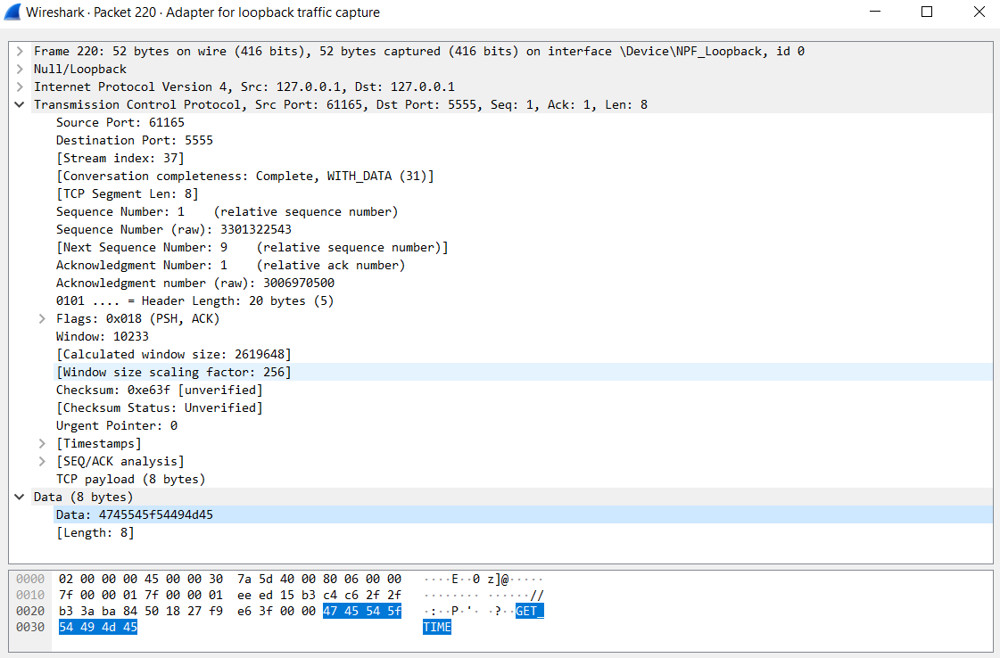 Wireshark · Packet 220 · Adapter for loopback traffic capture
Frame 220: 52 bytes on wire (416 bits), 52 bytes captured (416 bits) on interface \Device\NPF_Loopback, id 0
Null/Loopback
Internet Protocol Version 4, Src: 127.0.0.1, Dst: 127.0.0.1
Transmission Control Protocol, Src Port: 61165, Dst Port: 5555, Seq: 1, Ack: 1, Len: 8
Source Port: 61165
Destination Port: 5555
[Stream index: 37]
[Conversation completeness: Complete, WITH_DATA (31)]
[TCP Segment Len: 8]
Sequence Number: 1    (relative sequence number)
Sequence Number (raw): 3301322543
[Next Sequence Number: 9    (relative sequence number)]
Acknowledgment Number: 1    (relative ack number)
Acknowledgment number (raw): 3006970500
0101 .... = Header Length: 20 bytes (5)
Flags: 0x018 (PSH, ACK)
Window: 10233
[Calculated window size: 2619648]
[Window size scaling factor: 256]
Checksum: 0xe63f [unverified]
[Checksum Status: Unverified]
Urgent Pointer: 0
[Timestamps]
[SEQ/ACK analysis]
TCP payload (8 bytes)
Data (8 bytes)
Data: 4745545f54494d45
[Length: 8]
0000  02 00 00 00 45 00 00 30  7a 5d 40 00 80 06 00 00   ····E··0 z]@·····
0010  7f 00 00 01 7f 00 00 01  ee ed 15 b3 c4 c6 2f 2f   ········ ······//
0020  b3 3a ba 84 50 18 27 f9  e6 3f 00 00 47 45 54 5f   ·:··P·'· ·?··GET_
0030  54 49 4d 45   TIME